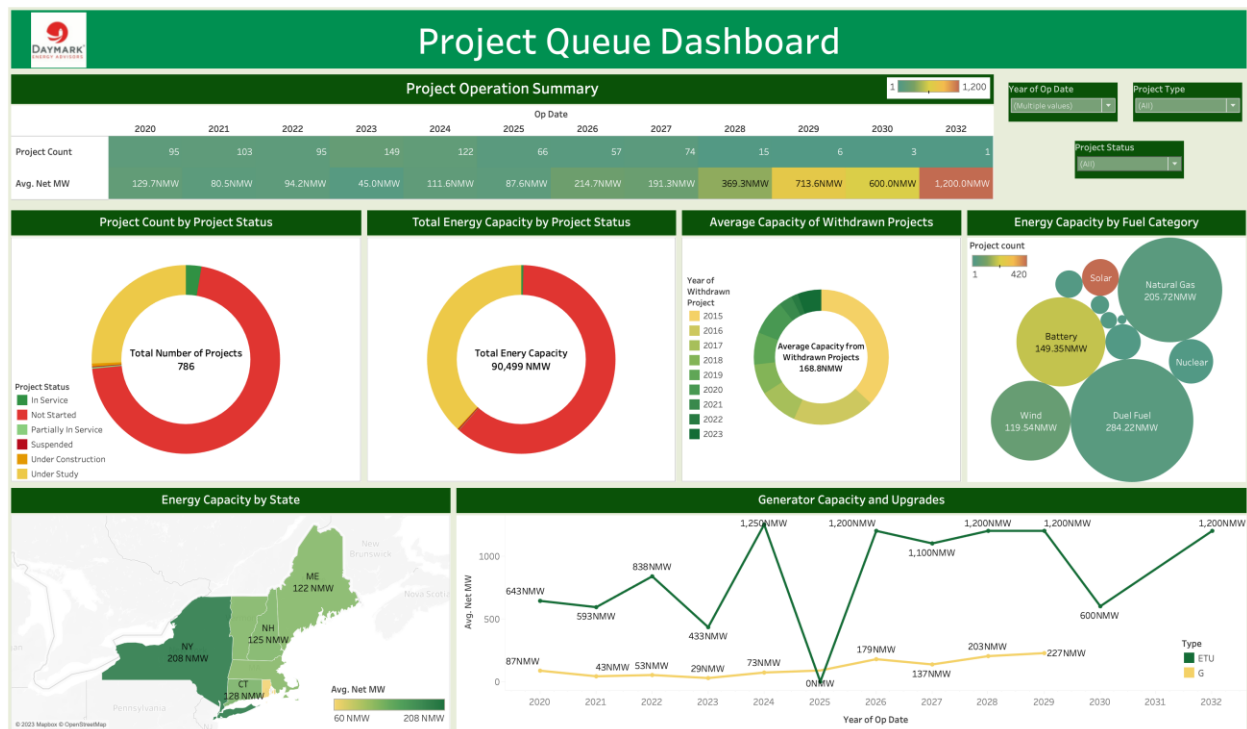 DAYMARK
ENERGY ADVISORS
Project Queue Dashboard
Project Operation Summary
1 1,200
Year of Op Date
(Multiple values)
Project Type
(All)
Project Status
(All)
Op Date
2020 2021 2022 2023 2024 2025 2026 2027 2028 2029 2030 2032
Project Count 95 103 95 149 122 66 57 74 15 6 3 1
Avg. Net MW 129.7NMW 80.5NMW 94.2NMW 45.0NMW 111.6NMW 87.6NMW 214.7NMW 191.3NMW 369.3NMW 713.6NMW 600.0NMW 1,200.0NMW
Project Count by Project Status
Total Number of Projects
786
Project Status
In Service
Not Started
Partially In Service
Suspended
Under Construction
Under Study
Total Energy Capacity by Project Status
Total Enery Capacity
90,499 NMW
Average Capacity of Withdrawn Projects
Year of
Withdrawn
Project
2015
2016
2017
2018
2019
2020
2021
2022
2023
Average Capacity from
Withdrawn Projects
168.8NMW
Energy Capacity by Fuel Category
Project count
1 420
Solar
Natural Gas
205.72NMW
Battery
149.35NMW
Nuclear
Wind
119.54NMW
Duel Fuel
284.22NMW
Energy Capacity by State
New
Brunswick
Nova Scotia
ME
122 NMW
NH
125 NMW
NY
208 NMW
CT
128 NMW
Pennsylvania
Avg. Net MW
60 NMW 208 NMW
© 2023 Mapbox © OpenStreetMap
Generator Capacity and Upgrades
Avg. Net MW
1000
500
0
643NMW
593NMW
838NMW
433NMW
1,250NMW
0NMW
1,200NMW
1,100NMW
1,200NMW
1,200NMW
600NMW
1,200NMW
87NMW
43NMW
53NMW
29NMW
73NMW
179NMW
137NMW
203NMW
227NMW
Type
ETU
G
2020 2021 2022 2023 2024 2025 2026 2027 2028 2029 2030 2031 2032
Year of Op Date